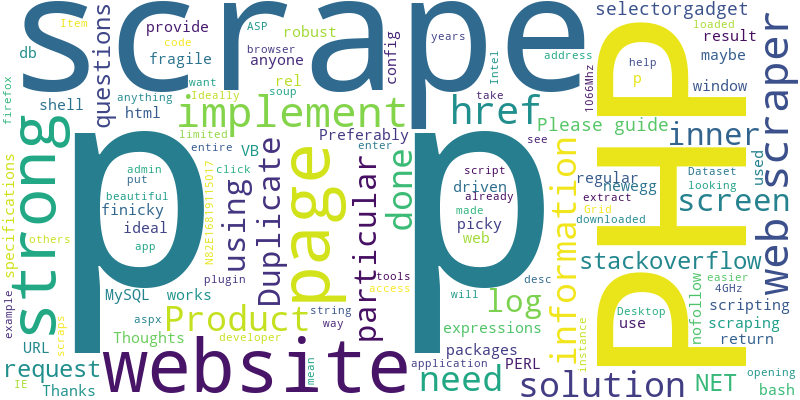 scrape
p p
PHP
selectorgadget
loaded
result
maybe
window
help
p
Item
provide
code
fragile
ASP
browser
anyone
robust
rel
soup
config
years
want
Intel
take
address
1066Mhz
db
questions
firefox
shell
anything
html
Ideally
implement
limited
entire
Preferably
enter
href
see
Please guide
inner
web scraper
strong
specifications
others
admin
put
beautiful
finicky
ideal
app
N82E16819115017
VB
click
using
plugin
Duplicate
page
particular
done
script
driven
already
picky
made
web
tools
access
information
instance
regular
newegg
extract
Grid
downloaded
Dataset
looking
used
screen
stackoverflow
easier
4GHz
nofolllow
scripting
scraping
return
Desktop
use
example
MySQL
works
aspx
Product
Thoughts
developer
string
way
desc
will
log
expressions
packages
application
PERL
URL
scraps
request
IE
Thanks
website
mean
need
solution
NET
opening
bash